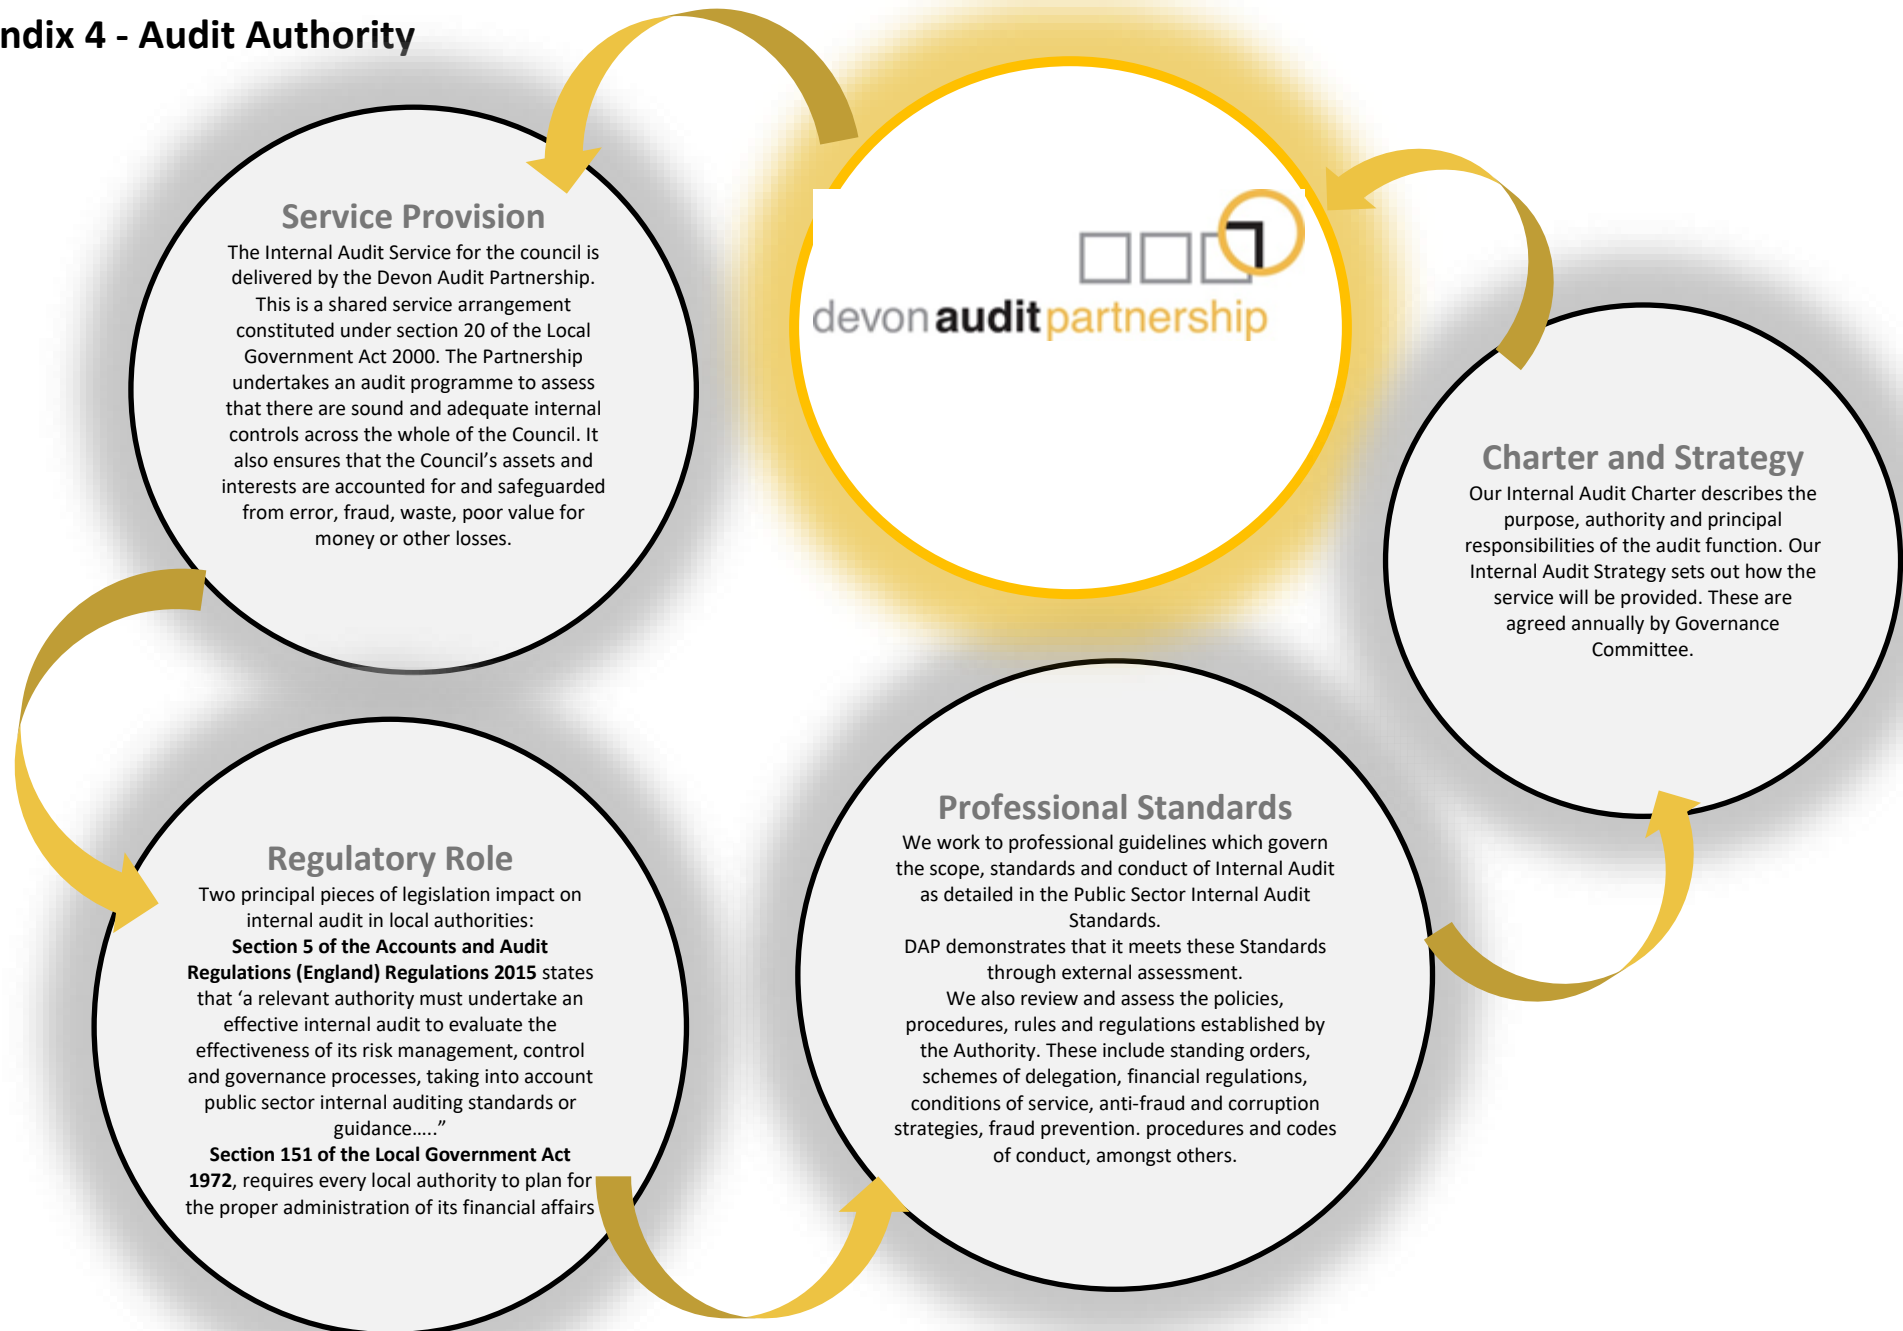 ndix 4 - Audit Authority
Service Provision
The Internal Audit Service for the council is
delivered by the Devon Audit Partnership.
This is a shared service arrangement
constituted under section 20 of the Local
Government Act 2000. The Partnership
undertakes an audit programme to assess
that there are sound and adequate internal
controls across the whole of the Council. It
also ensures that the Council’s assets and
interests are accounted for and safeguarded
from error, fraud, waste, poor value for
money or other losses.
devonauditpartnership
Charter and Strategy
Our Internal Audit Charter describes the
purpose, authority and principal
responsibilities of the audit function. Our
Internal Audit Strategy sets out how the
service will be provided. These are
agreed annually by Governance
Committee.
Regulatory Role
Two principal pieces of legislation impact on
internal audit in local authorities:
Section 5 of the Accounts and Audit
Regulations (England) Regulations 2015 states
that ‘a relevant authority must undertake an
effective internal audit to evaluate the
effectiveness of its risk management, control
and governance processes, taking into account
public sector internal auditing standards or
guidance…..”
Section 151 of the Local Government Act
1972, requires every local authority to plan for
the proper administration of its financial affairs
Professional Standards
We work to professional guidelines which govern
the scope, standards and conduct of Internal Audit
as detailed in the Public Sector Internal Audit
Standards.
DAP demonstrates that it meets these Standards
through external assessment.
We also review and assess the policies,
procedures, rules and regulations established by
the Authority. These include standing orders,
schemes of delegation, financial regulations,
conditions of service, anti-fraud and corruption
strategies, fraud prevention. procedures and codes
of conduct, amongst others.